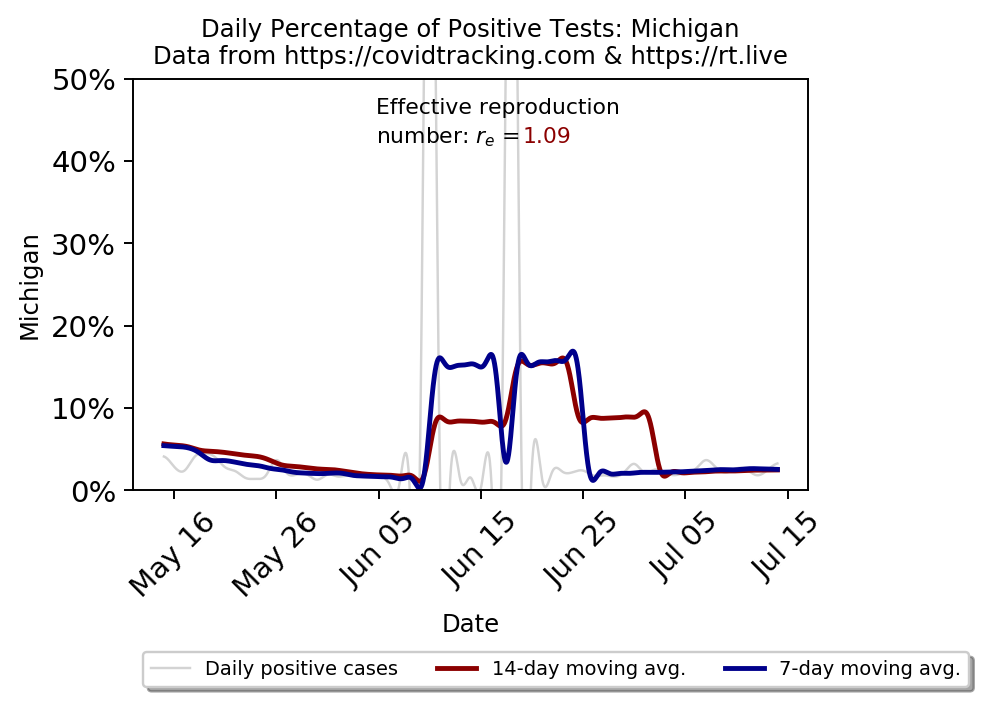 Daily Percentage of Positive Tests: Michigan
Data from https://covidtracking.com & https://rt.live
50%
Effective reproduction
number: rₑ =1.09
40%
30%
20%
10%
0%
Michigan
May 16
May 26
Jun 05
Jun 15
Jun 25
Jul 05
Jul 15
Date
Daily positive cases
14-day moving avg.
7-day moving avg.